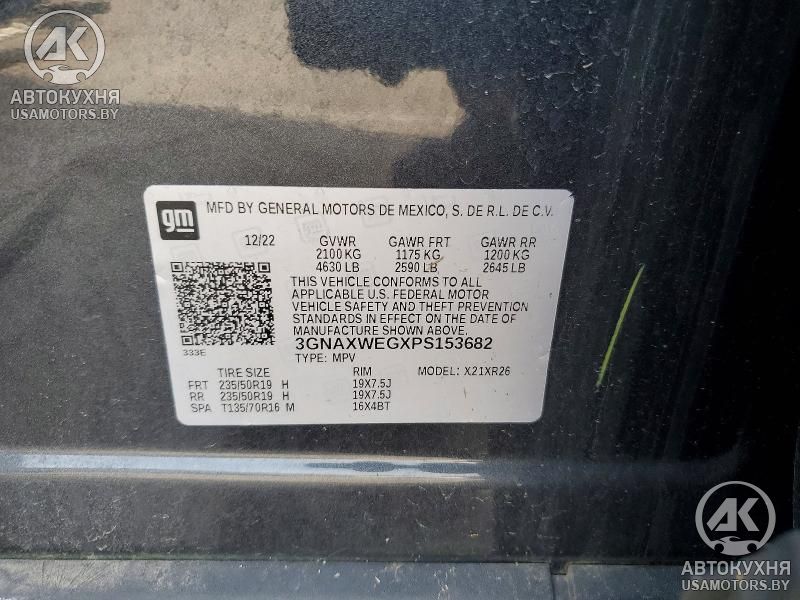 АК
АВТОКУХНЯ
USAMOTORS.BY
gm MFD BY GENERAL MOTORS DE MEXICO, S. DE R.L. DE C.V.
12/22 GVWR GAWR FRT GAWR RR
2100 KG 1175 KG 1200 KG
4630 LB 2590 LB 2645 LB
THIS VEHICLE CONFORMS TO ALL
APPLICABLE U.S. FEDERAL MOTOR
VEHICLE SAFETY AND THEFT PREVENTION
STANDARDS IN EFFECT ON THE DATE OF
MANUFACTURE SHOWN ABOVE.
333E 3GNAXWEGXPS153682
TYPE: MPV
TIRE SIZE RIM MODEL: X21XR26
FRT 235/50R19 H 19X7.5J
RR 235/50R19 H 19X7.5J
SPA T135/70R16 M 16X4BT
АК
АВТОКУХНЯ
USAMOTORS.BY